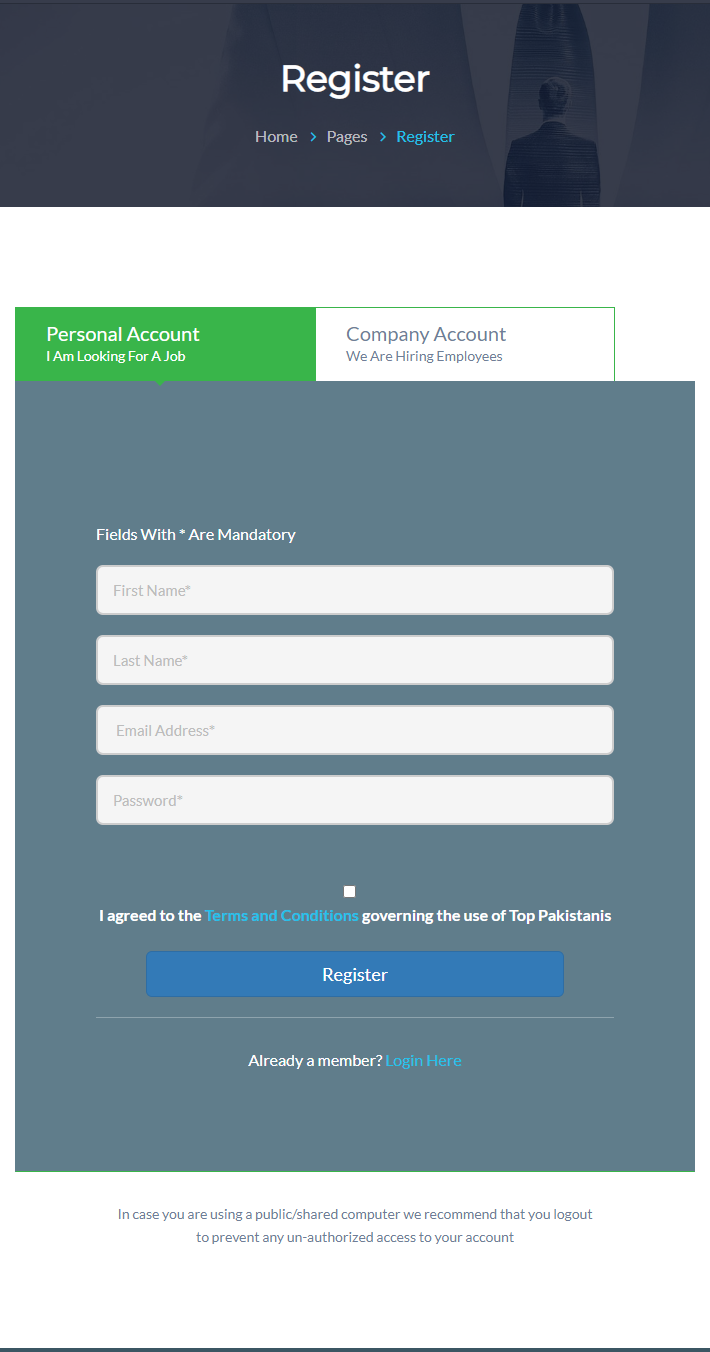 Register
Home > Pages > Register
Personal Account
I Am Looking For A Job
Company Account
We Are Hiring Employees
Fields With * Are Mandatory
First Name*
Last Name*
Email Address*
Password*
I agreed to the Terms and Conditions governing the use of Top Pakistanis
Register
Already a member? Login Here
In case you are using a public/shared computer we recommend that you logout
to prevent any un-authorized access to your account